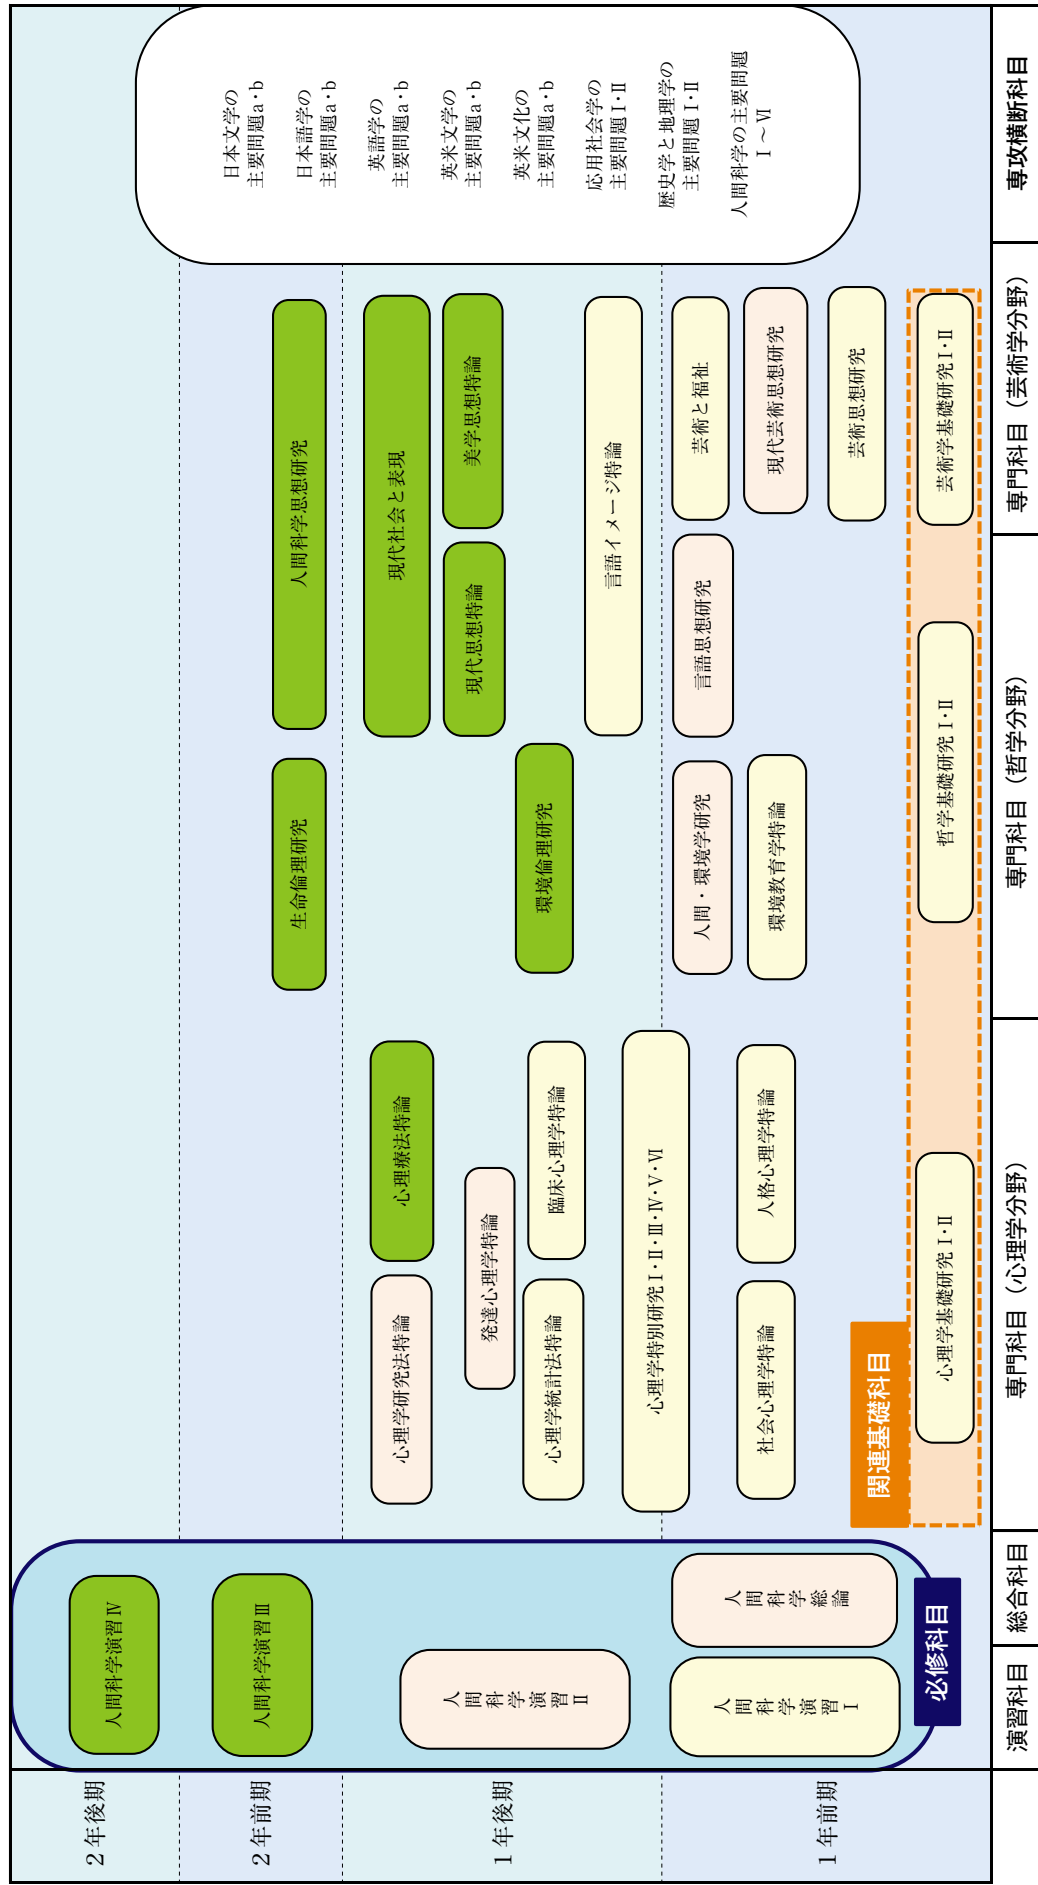 2年後期
2年前期
1年後期
1年前期
人間科学演習Ⅳ
人間科学演習Ⅲ
人
間
科
学
演
習
Ⅱ
人
間
科
学
演
習
Ⅰ
人
間
科
学
総
論
必修科目
心理療法特論
心理学研究法特論
発達心理学特論
臨床心理学特論
心理学統計法特論
心理学特別研究Ⅰ・Ⅱ・Ⅲ・Ⅳ・Ⅴ・Ⅵ
人格心理学特論
社会心理学特論
関連基礎科目
心理学基礎研究Ⅰ・Ⅱ
生命倫理研究
人間科学思想研究
現代社会と表現
現代思想特論
美学思想特論
環境倫理研究
言語イメージ特論
人間・環境学研究
言語思想研究
芸術と福祉
環境教育学特論
現代芸術思想研究
芸術思想研究
哲学基礎研究Ⅰ・Ⅱ
芸術学基礎研究Ⅰ・Ⅱ
日本文学の
主要問題a・b
日本語学の
主要問題a・b
英語学の
主要問題a・b
英米文学の
主要問題a・b
英米文化の
主要問題a・b
応用社会学の
主要問題Ⅰ・Ⅱ
歴史学と地理学の
主要問題Ⅰ・Ⅱ
人間科学の主要問題
Ⅰ～Ⅵ
演習科目
総合科目
専門科目（心理学分野）
専門科目（哲学分野）
専門科目（芸術学分野）
専攻横断科目